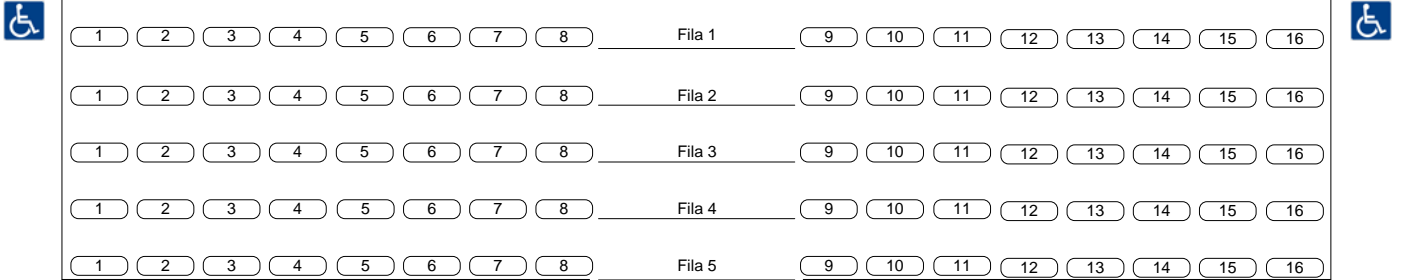 1 2 3 4 5 6 7 8 Fila 1 9 10 11 12 13 14 15 16
1 2 3 4 5 6 7 8 Fila 2 9 10 11 12 13 14 15 16
1 2 3 4 5 6 7 8 Fila 3 9 10 11 12 13 14 15 16
1 2 3 4 5 6 7 8 Fila 4 9 10 11 12 13 14 15 16
1 2 3 4 5 6 7 8 Fila 5 9 10 11 12 13 14 15 16